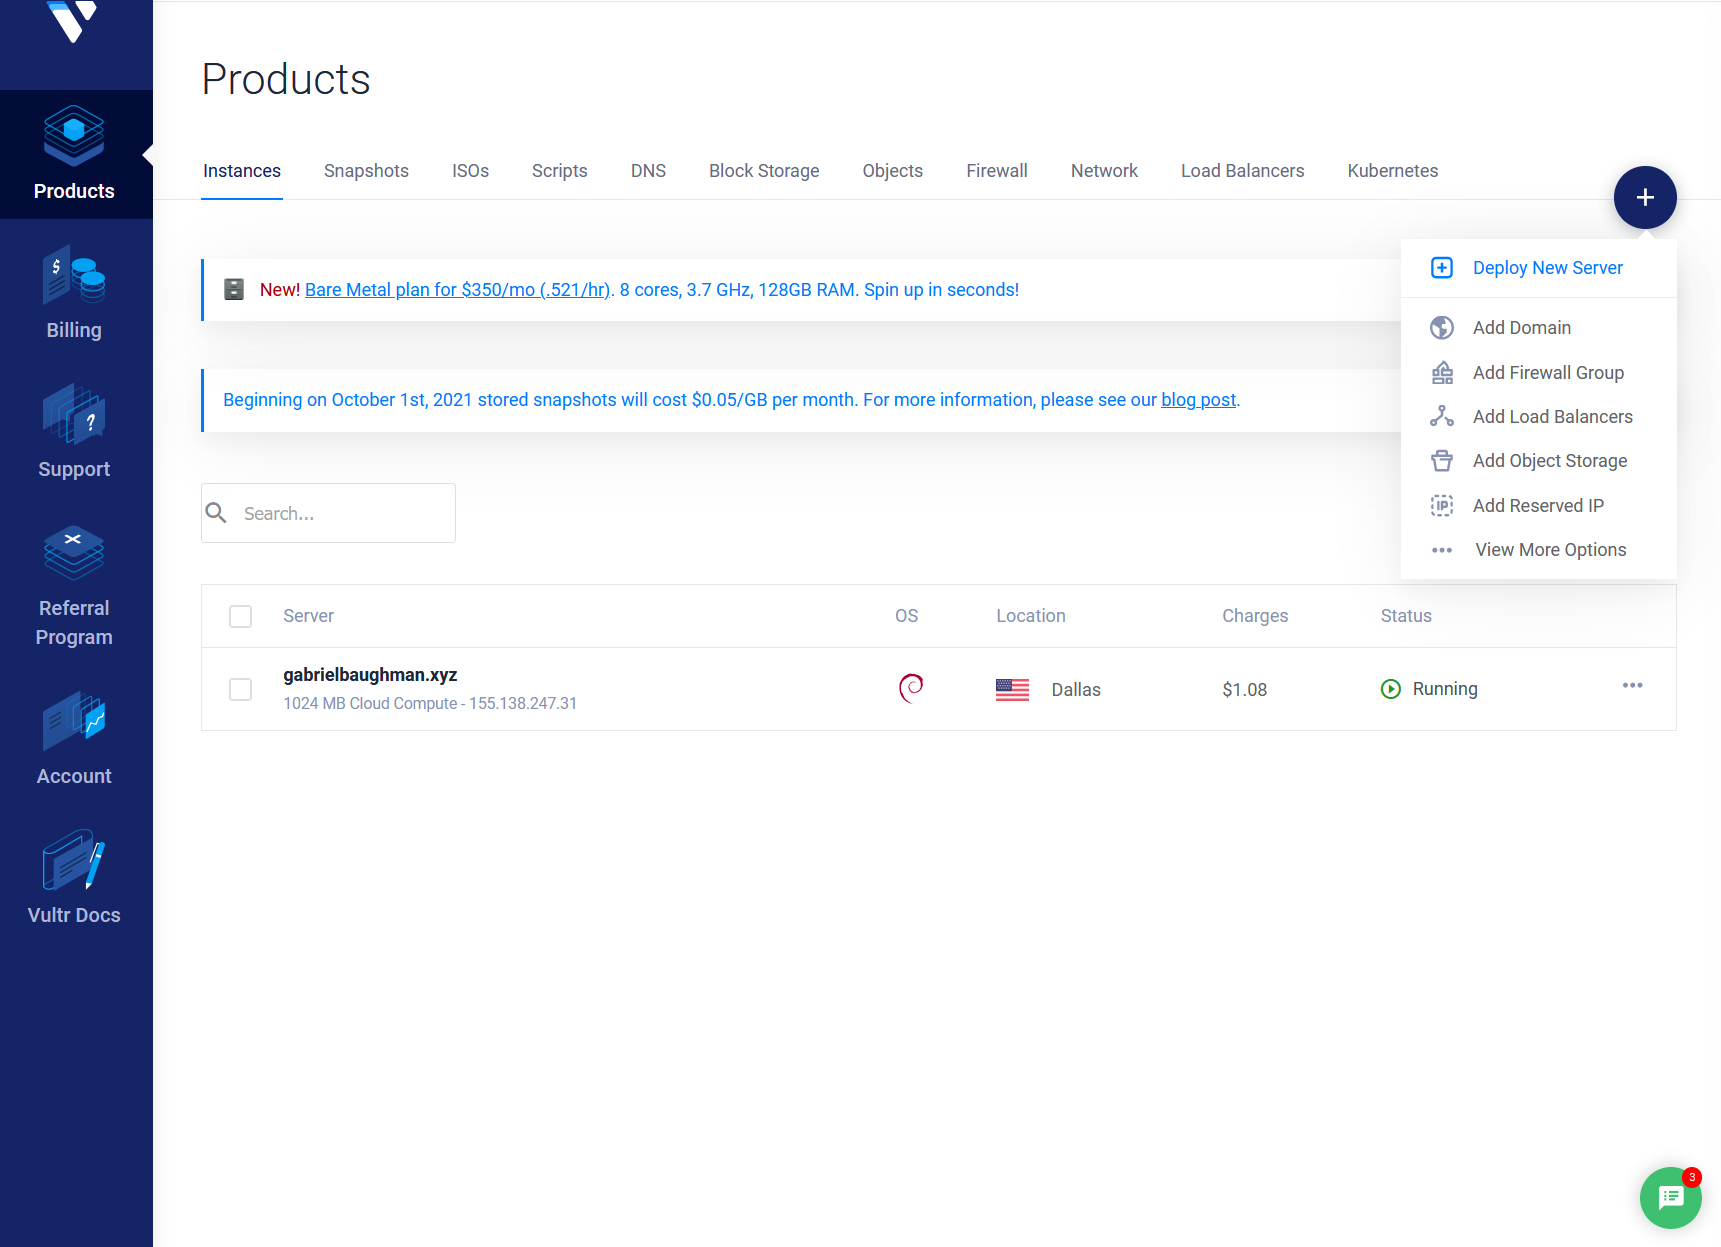 Products
Products
Billing
Support
Referral
Program
Account
Vultr Docs
Instances Snapshots ISOs Scripts DNS Block Storage Objects Firewall Network Load Balancers Kubernetes
+
New! Bare Metal plan for $350/mo (.521/hr). 8 cores, 3.7 GHz, 128GB RAM. Spin up in seconds!
Beginning on October 1st, 2021 stored snapshots will cost $0.05/GB per month. For more information, please see our blog post.
Deploy New Server
Add Domain
Add Firewall Group
Add Load Balancers
Add Object Storage
IP Add Reserved IP
View More Options
Search...
Server OS Location Charges Status
gabrielbaughman.xyz
1024 MB Cloud Compute - 155.138.247.31
Dallas $1.08 Running
3